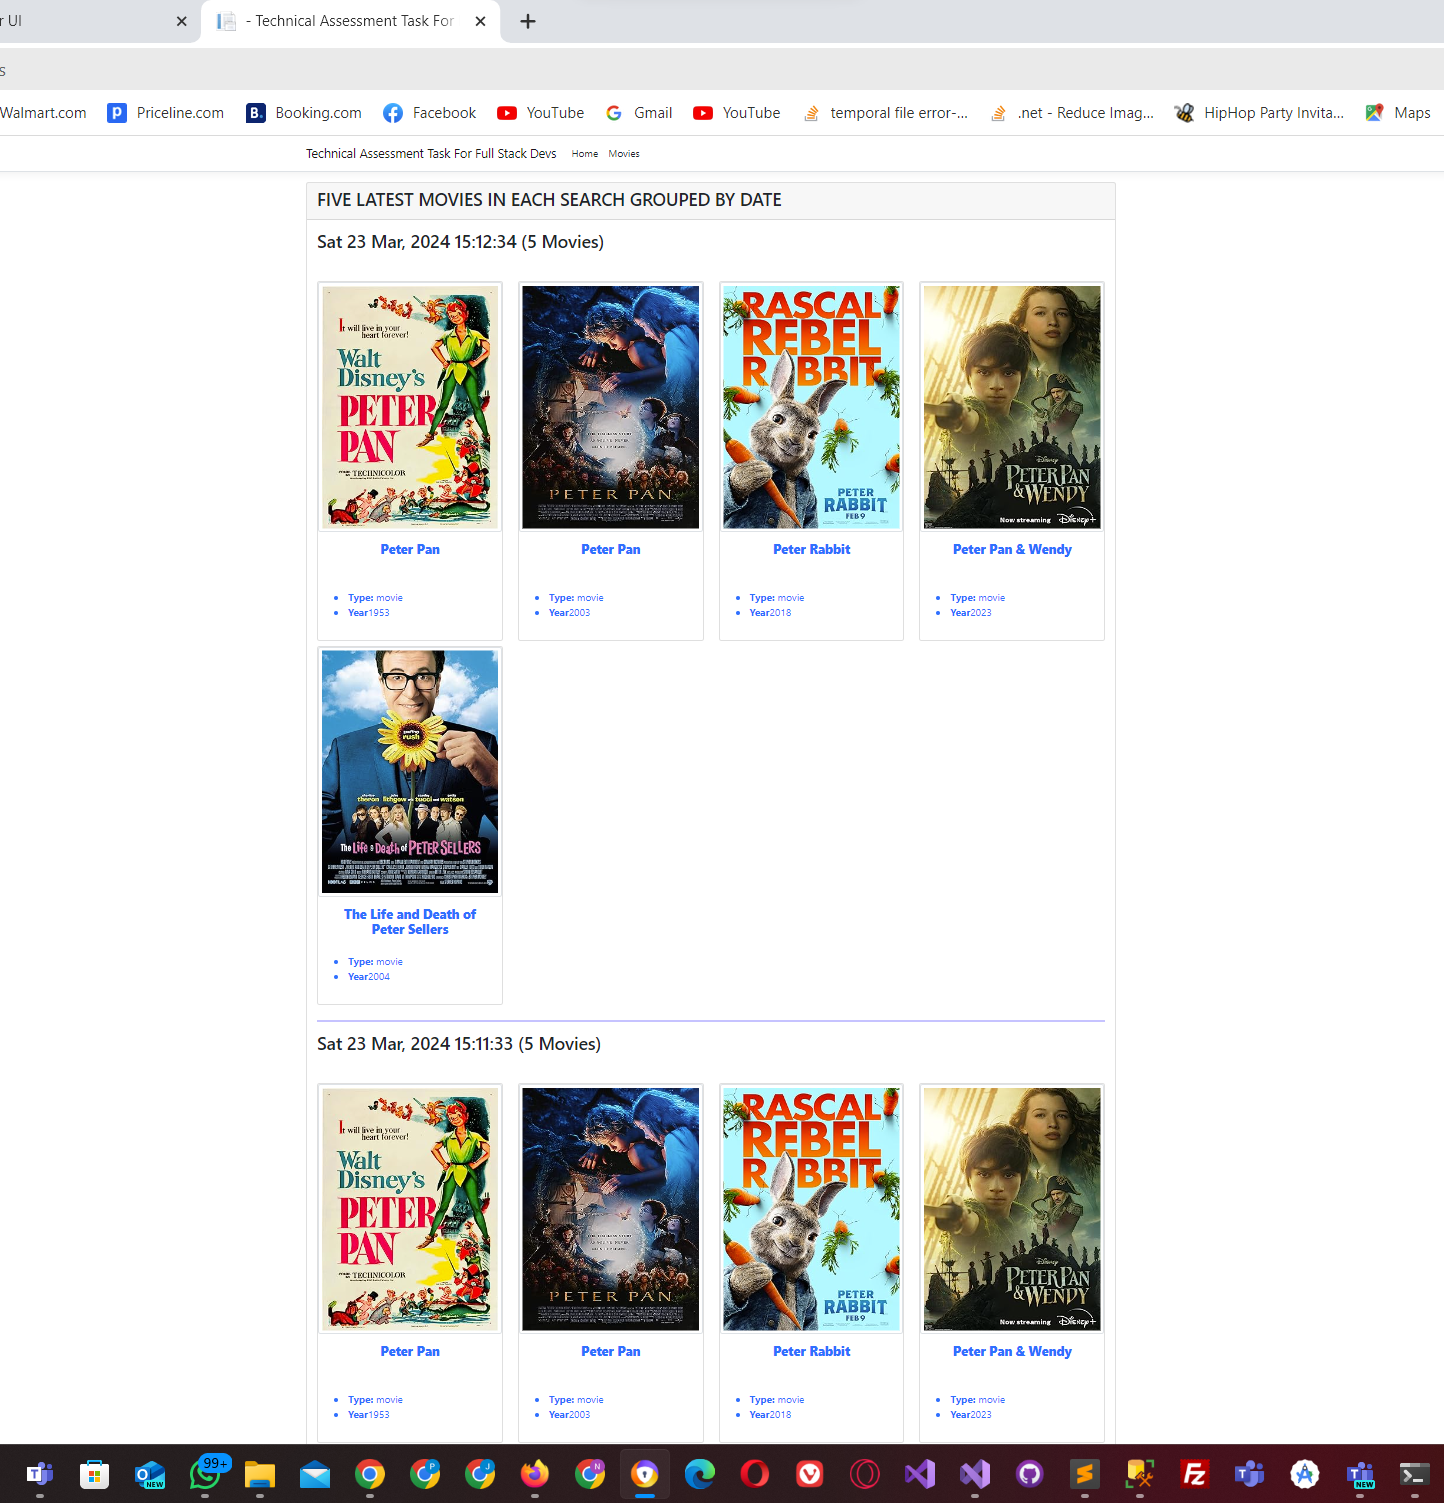 r UI
- Technical Assessment Task For
s
Walmart.com
Priceline.com
B.
Booking.com
Facebook
YouTube
Gmail
YouTube
temporal file error-...
.net - Reduce Imag...
HipHop Party Invita...
Maps
Technical Assessment Task For Full Stack Devs
Home
Movies
FIVE LATEST MOVIES IN EACH SEARCH GROUPED BY DATE
Sat 23 Mar, 2024 15:12:34 (5 Movies)
It will live in your
heart forever!
Walt
Disney's
PETER
PAN
TECHNICOLOR
PETER PAN
RASCAL
REBEL
RABBIT
PETER
RABBIT
FEB 9
Disney
PETER PAN
& WENDY
Now streaming Disney+
Peter Pan
Type: movie
Year1953
Peter Pan
Type: movie
Year2003
Peter Rabbit
Type: movie
Year2018
Peter Pan & Wendy
Type: movie
Year2023
rush
theron lithgow tucci and watson
The Life & Death of PETER SELLERS
The Life and Death of
Peter Sellers
Type: movie
Year2004
Sat 23 Mar, 2024 15:11:33 (5 Movies)
It will live in your
heart forever!
Walt
Disney's
PETER
PAN
TECHNICOLOR
PETER PAN
RASCAL
REBEL
RABBIT
PETER
RABBIT
FEB 9
Disney
PETER PAN
& WENDY
Now streaming Disney+
Peter Pan
Type: movie
Year1953
Peter Pan
Type: movie
Year2003
Peter Rabbit
Type: movie
Year2018
Peter Pan & Wendy
Type: movie
Year2023
NEW
99+
P
J
N
NEW